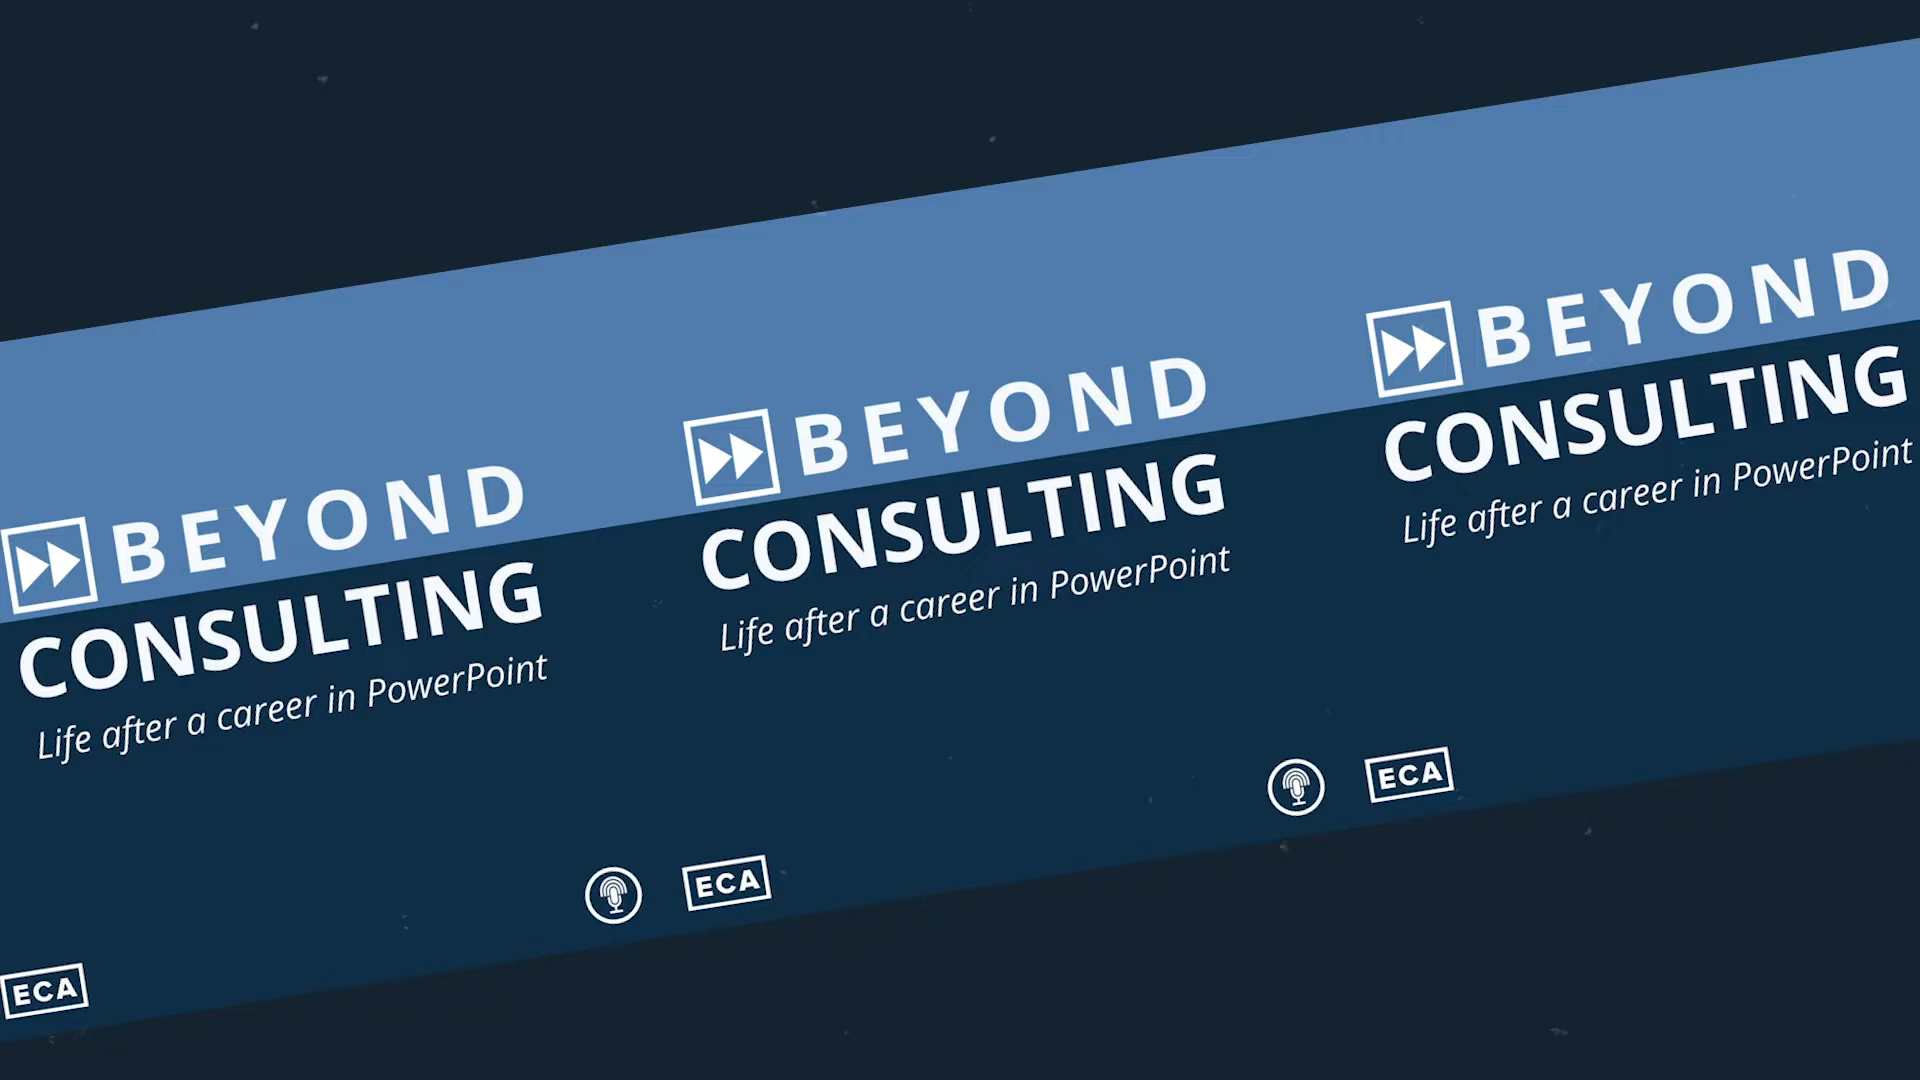 BEYOND
CONSULTING
Life after a career in PowerPoint
ECA
BEYOND
CONSULTING
Life after a career in PowerPoint
ECA
BEYOND
CONSULTING
Life after a career in PowerPoint
ECA